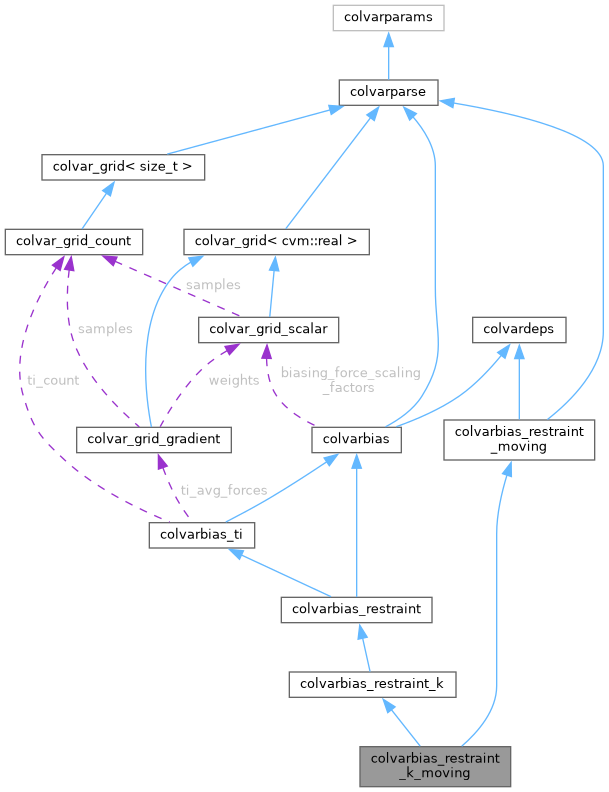 colvarparams
colvarparse
colvar_grid< size_t >
colvar_grid_count
colvar_grid< cvm::real >
samples
colvar_grid_scalar
colvardeps
samples
ti_count
weights
biasing_force_scaling
_factors
colvar_grid_gradient
colvarbias
colvarbias_restraint
_moving
ti_avg_forces
colvarbias_ti
colvarbias_restraint
colvarbias_restraint_k
colvarbias_restraint
_k_moving